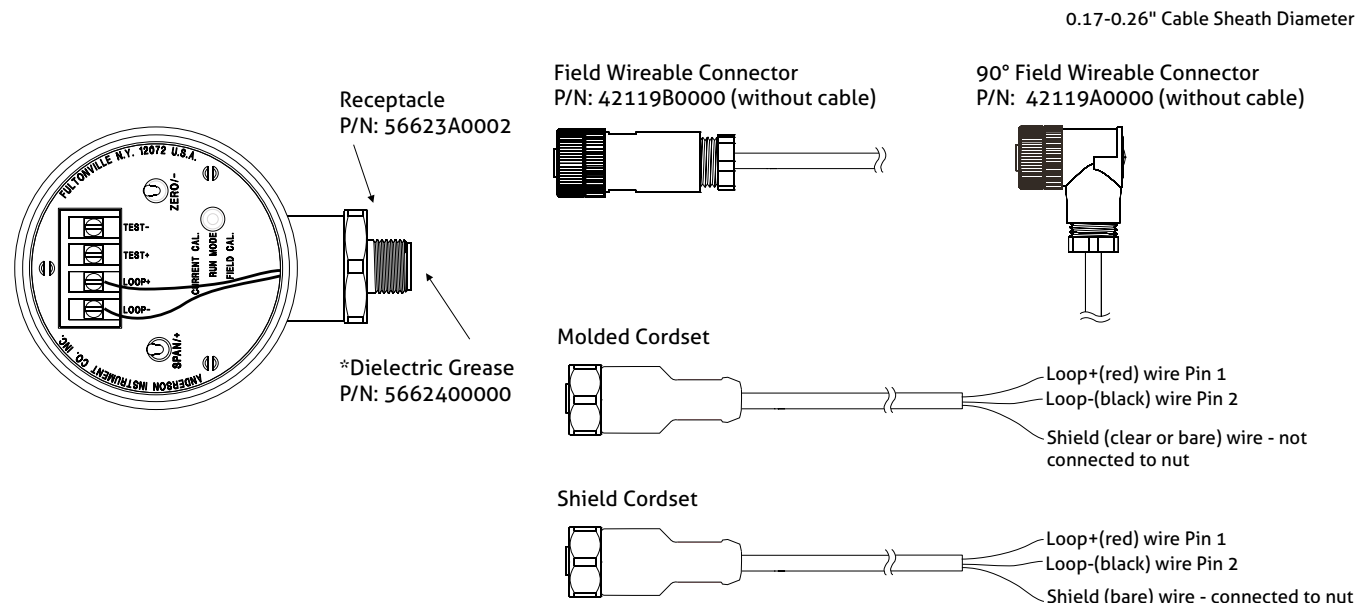 0.17-0.26" Cable Sheath Diameter
Field Wireable Connector
P/N: 42119B0000 (without cable)
90° Field Wireable Connector
P/N:  42119A0000 (without cable)
Receptacle
P/N: 56623A0002
FULTONVILLE N.Y. 12072 U.S.A.
ZERO/-
TEST-
TEST+
LOOP+
LOOP-
CURRENT CAL.
RUN MODE
FIELD CAL.
SPAN/+
ANDERSON INSTRUMENT CO. INC.
*Dielectric Grease
P/N: 5662400000
Molded Cordset
Loop+(red) wire Pin 1
Loop-(black) wire Pin 2
Shield (clear or bare) wire - not
connected to nut
Shield Cordset
Loop+(red) wire Pin 1
Loop-(black) wire Pin 2
Shield (bare) wire - connected to nut